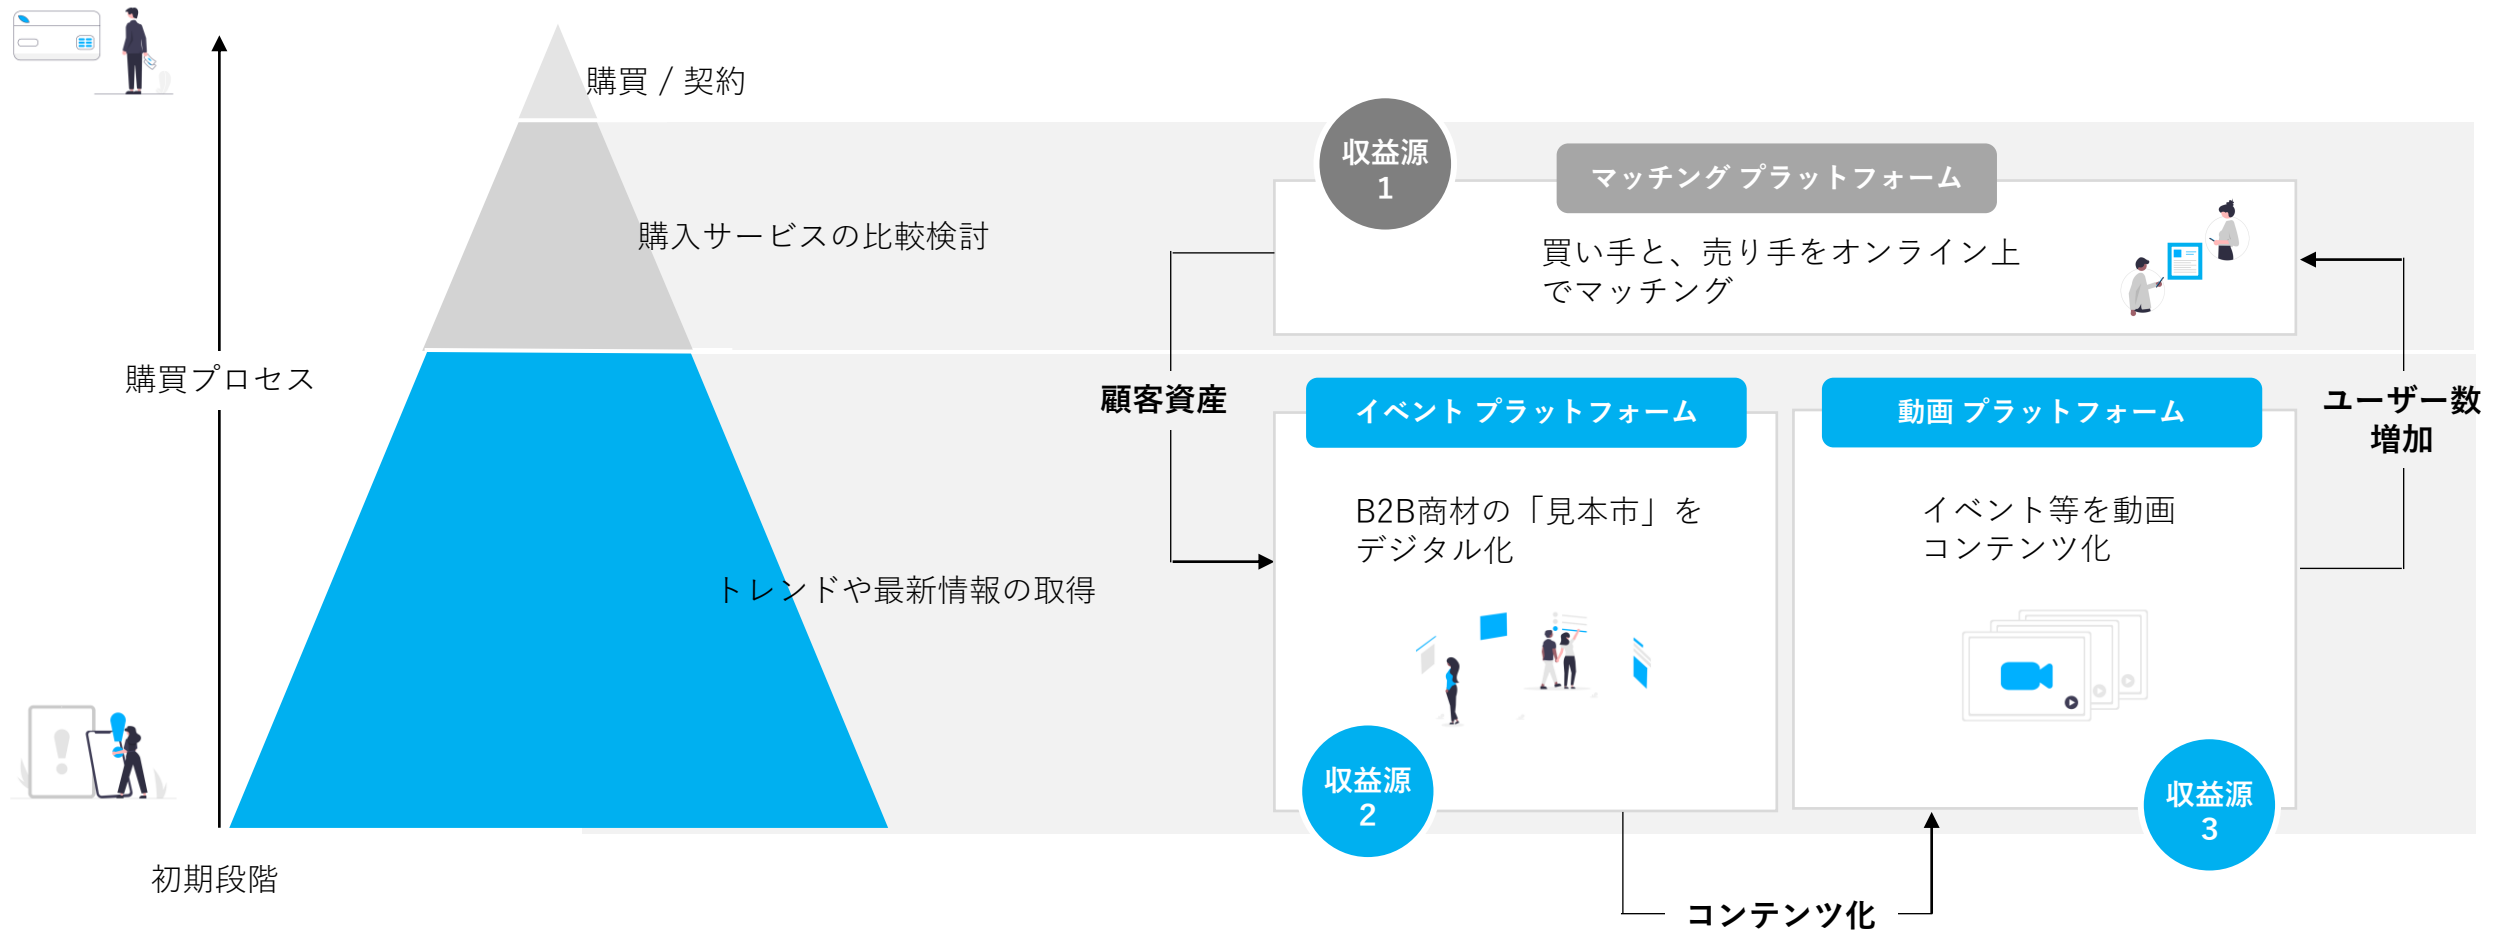 購買 / 契約
購入サービスの比較検討
購買プロセス
トレンドや最新情報の取得
初期段階
収益源
1
マッチング プラットフォーム
買い手と、売り手をオンライン上
でマッチング
顧客資産
イベント プラットフォーム
B2B商材の「見本市」を
デジタル化
収益源
2
動画 プラットフォーム
イベント等を動画
コンテンツ化
収益源
3
ユーザー数
増加
コンテンツ化